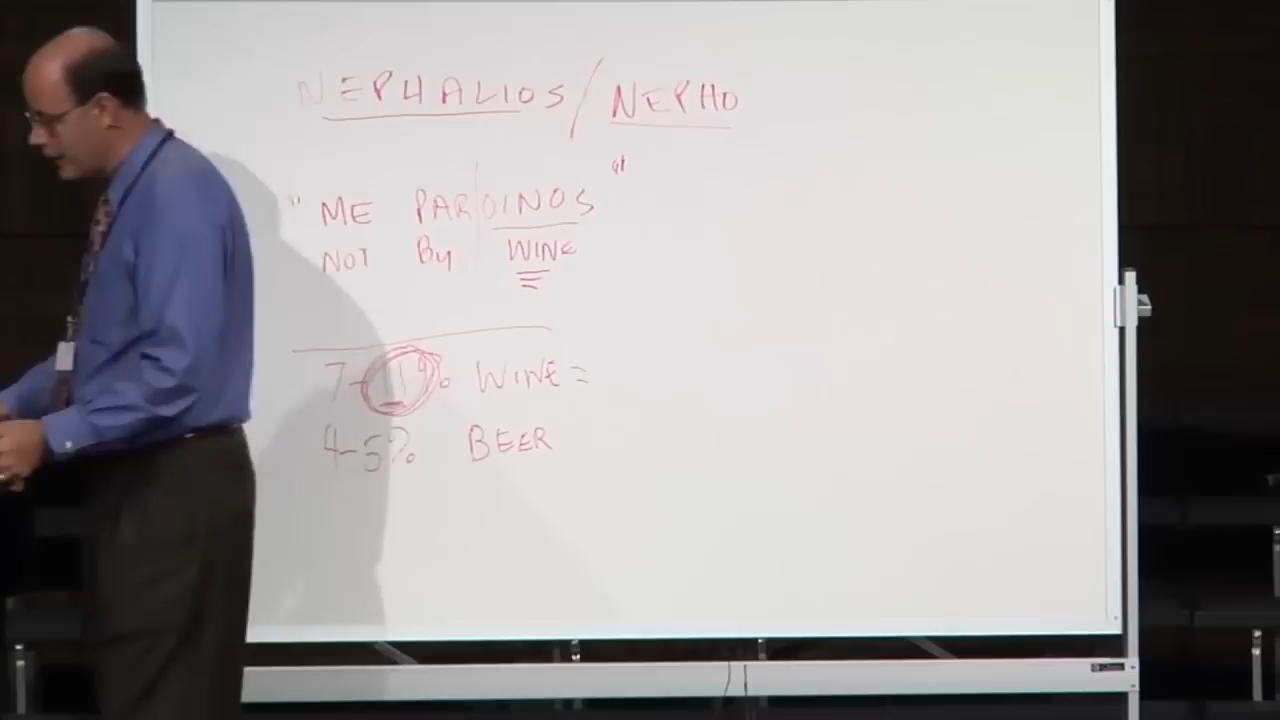 NEPHALIOS / NEPHO
"ME PAROINOS"
NOT By WINE
7-11% WINE =
4-5% BEER